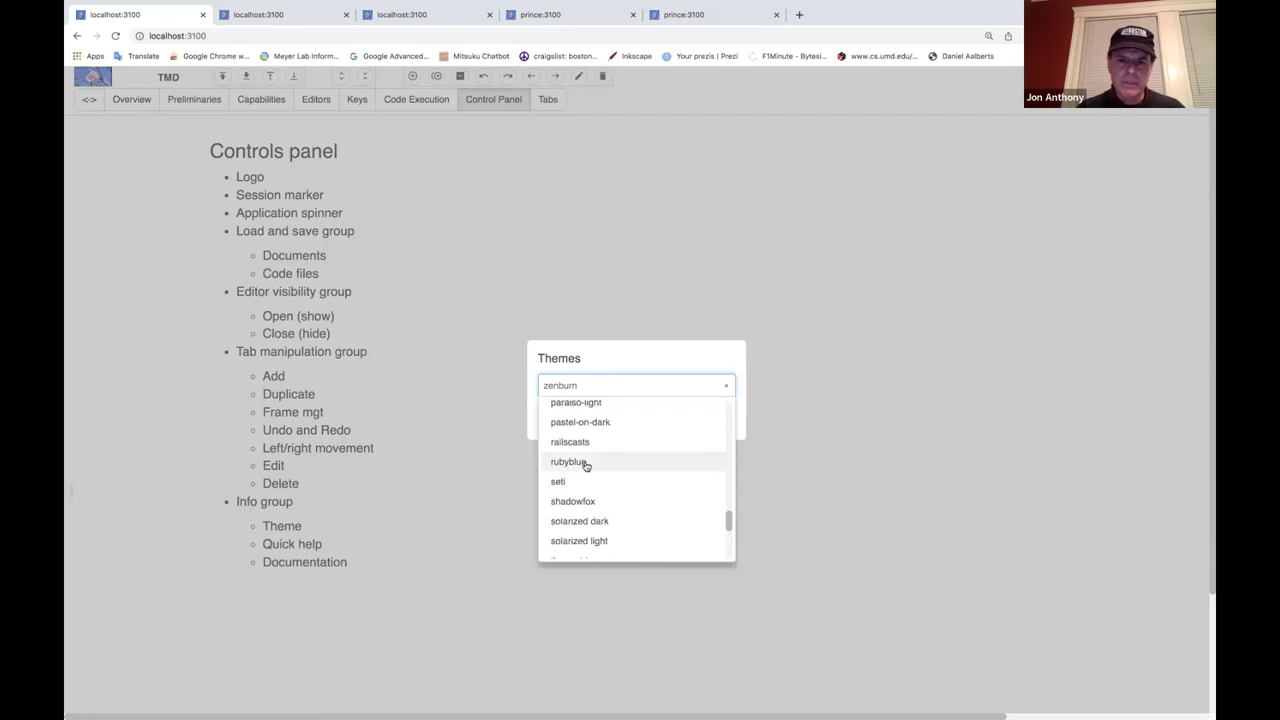 localhost:3100
localhost:3100
localhost:3100
prince:3100
prince:3100
localhost:3100
Apps
Translate
Google Chrome w...
Meyer Lab Inform...
Google Advanced...
Mitsuku Chatbot
craigslist: boston...
Inkscape
Your prezis | Prezi
F1Minute - Bytesi...
www.cs.umd.edu/...
Daniel Aalberts
TMD
<->
Overview
Preliminaries
Capabilities
Editors
Keys
Code Execution
Control Panel
Tabs
Jon Anthony
Controls panel
• Logo
• Session marker
• Application spinner
• Load and save group
◦ Documents
◦ Code files
• Editor visibility group
◦ Open (show)
◦ Close (hide)
• Tab manipulation group
◦ Add
◦ Duplicate
◦ Frame mgt
◦ Undo and Redo
◦ Left/right movement
◦ Edit
◦ Delete
• Info group
◦ Theme
◦ Quick help
◦ Documentation
Themes
zenburn
paraiso-light
pastel-on-dark
railscasts
rubyblue
seti
shadowfox
solarized dark
solarized light